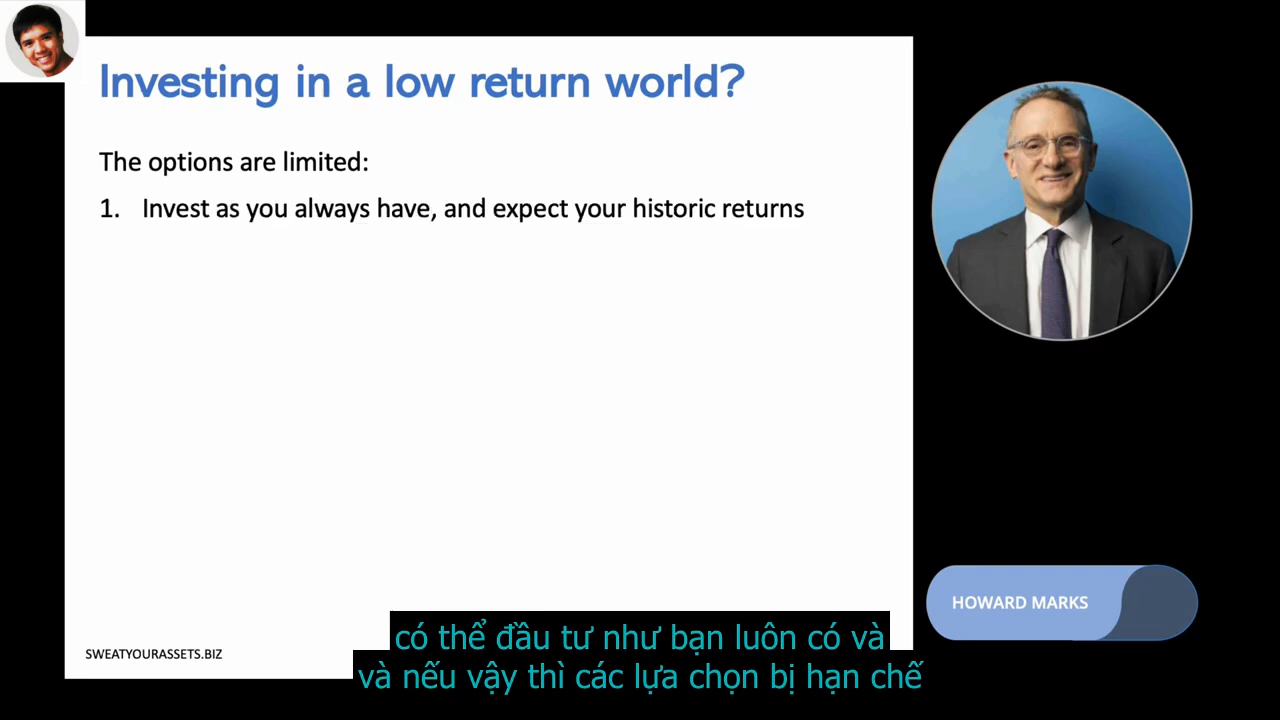 Investing in a low return world?
The options are limited:
1. Invest as you always have, and expect your historic returns
HOWARD MARKS
SWEATYOURASSETS.BIZ
có thể đầu tư như bạn luôn có và
và nếu vậy thì các lựa chọn bị hạn chế